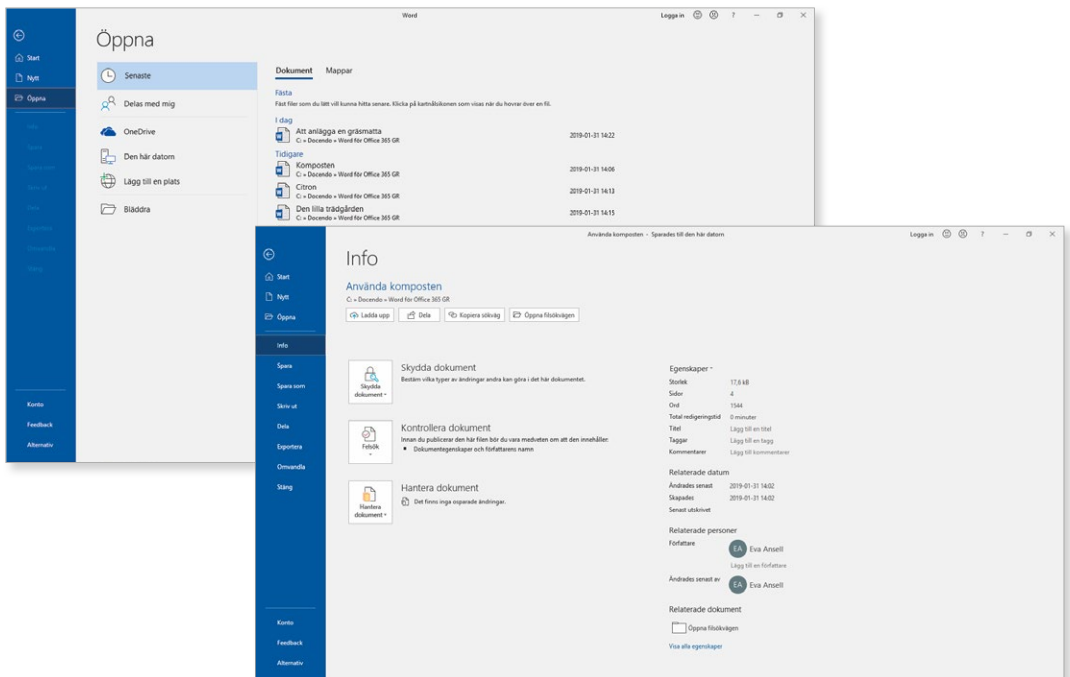 Word
Logga in ? – ×
Öppna
Start
Nytt
Öppna
Info
Spara
Spara som
Skriv ut
Dela
Exportera
Omvandla
Stäng
Konto
Feedback
Alternativ
Senaste
Delas med mig
OneDrive
Den här datorn
Lägg till en plats
Bläddra
Dokument Mappar
Fästa
Fäst filer som du lätt vill kunna hitta senare. Klicka på kartnålsikonen som visas när du hovrar över en fil.
I dag
Att anlägga en gräsmatta 2019-01-31 14:22
C: » Docendo » Word för Office 365 GR
Tidigare
Komposten 2019-01-31 14:08
C: » Docendo » Word för Office 365 GR
Citron 2019-01-31 14:13
C: » Docendo » Word för Office 365 GR
Den lilla trädgården 2019-01-31 14:15
C: » Docendo » Word för Office 365 GR
Använda komposten - Sparades till den här datorn
Logga in ? – ×
Start
Nytt
Öppna
Info
Spara
Spara som
Skriv ut
Dela
Exportera
Omvandla
Stäng
Konto
Feedback
Alternativ
Info
Använda komposten
C: » Docendo » Word för Office 365 GR
Ladda upp Dela Kopiera sökväg Öppna filsökvägen
Skydda dokument
Skydda dokument
Bestäm vilka typer av ändringar andra kan göra i det här dokumentet.
Felsök
Kontrollera dokument
Innan du publicerar den här filen bör du vara medveten om att den innehåller:
Dokumentegenskaper och författarens namn
Hantera dokument
Hantera dokument
Det finns inga osparade ändringar.
Egenskaper
Storlek 17,6 kB
Sidor 4
Ord 1544
Total redigeringstid 0 minuter
Titel Lägg till en titel
Taggar Lägg till en tagg
Kommentarer Lägg till kommentarer
Relaterade datum
Ändrades senast 2019-01-31 14:02
Skapades 2019-01-31 14:02
Senast utskrivet
Relaterade personer
Författare EA Eva Ansell
Lägg till en författare
Ändrades senast av EA Eva Ansell
Relaterade dokument
Öppna filsökvägen
Visa alla egenskaper